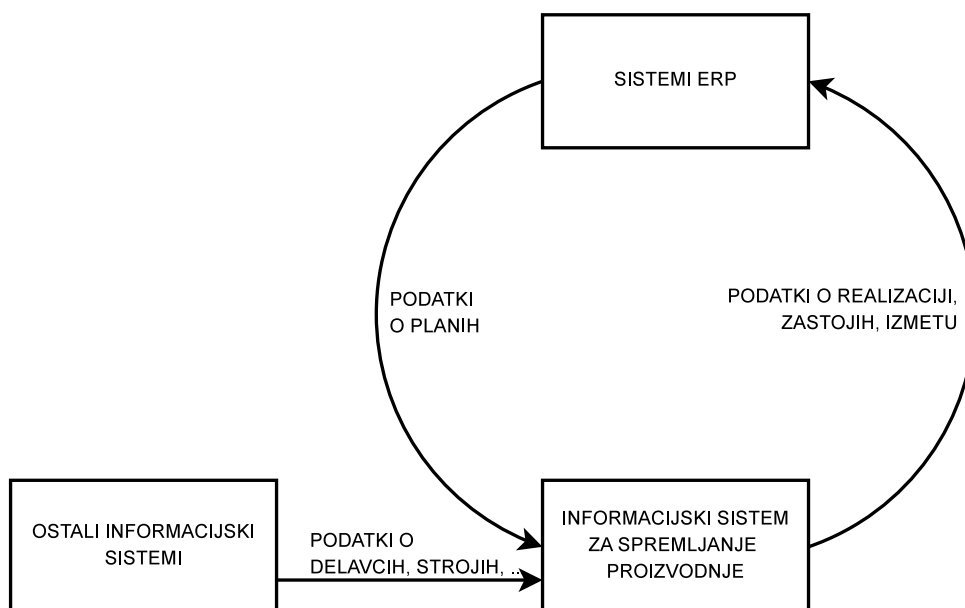 SISTEMI ERP
PODATKI
O PLANIH
PODATKI O REALIZACIJI,
ZASTOJIH, IZMETU
OSTALI INFORMACIJSKI
SISTEMI
PODATKI O
DELAVCIH, STROJIH, ..
INFORMACIJSKI SISTEM
ZA SPREMLJANJE
PROIZVODNJE